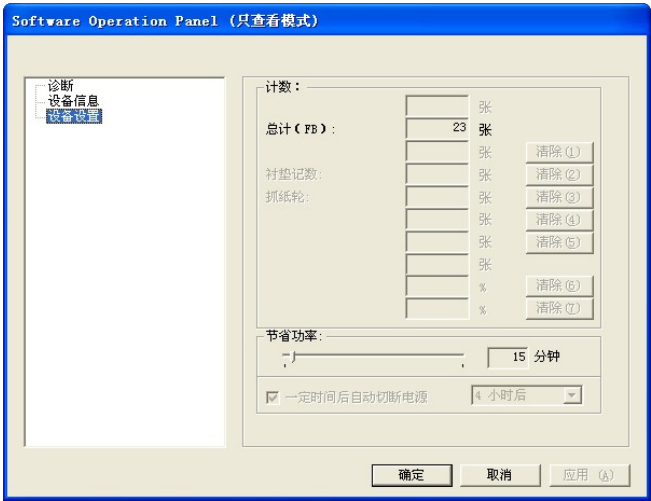 Software Operation Panel (只查看模式)
诊断
设备信息
设备设置
计数：
张
总计(FB): 23 张
张 清除(1)
衬垫记数: 张 清除(2)
抓纸轮: 张 清除(3)
张 清除(4)
张 清除(5)
张
% 清除(6)
% 清除(7)
节省功率:
15 分钟
一定时间后自动切断电源 4 小时后
确定 取消 应用 (A)